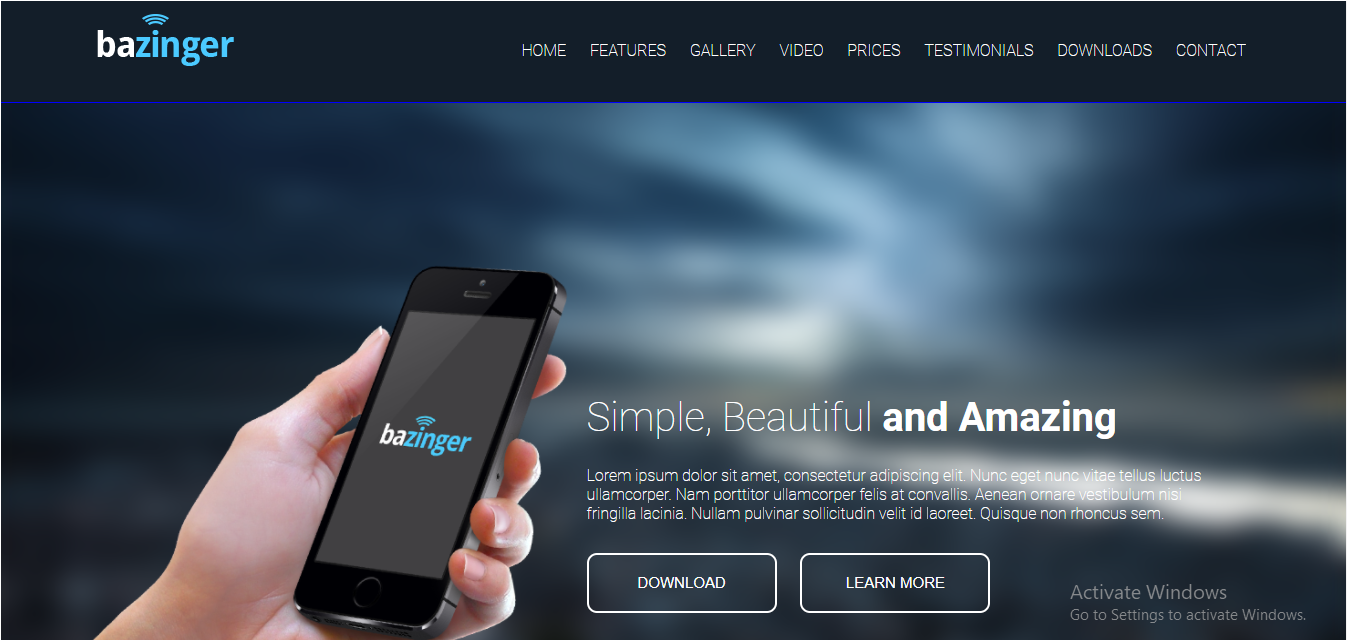 bazinger
HOME FEATURES GALLERY VIDEO PRICES TESTIMONIALS DOWNLOADS CONTACT
bazinger
Simple, Beautiful and Amazing
Lorem ipsum dolor sit amet, consectetur adipiscing elit. Nunc eget nunc vitae tellus luctus
ullamcorper. Nam porttitor ullamcorper felis at convallis. Aenean ornare vestibulum nisi
fringilla lacinia. Nullam pulvinar sollicitudin velit id laoreet. Quisque non rhoncus sem.
DOWNLOAD LEARN MORE
Activate Windows
Go to Settings to activate Windows.